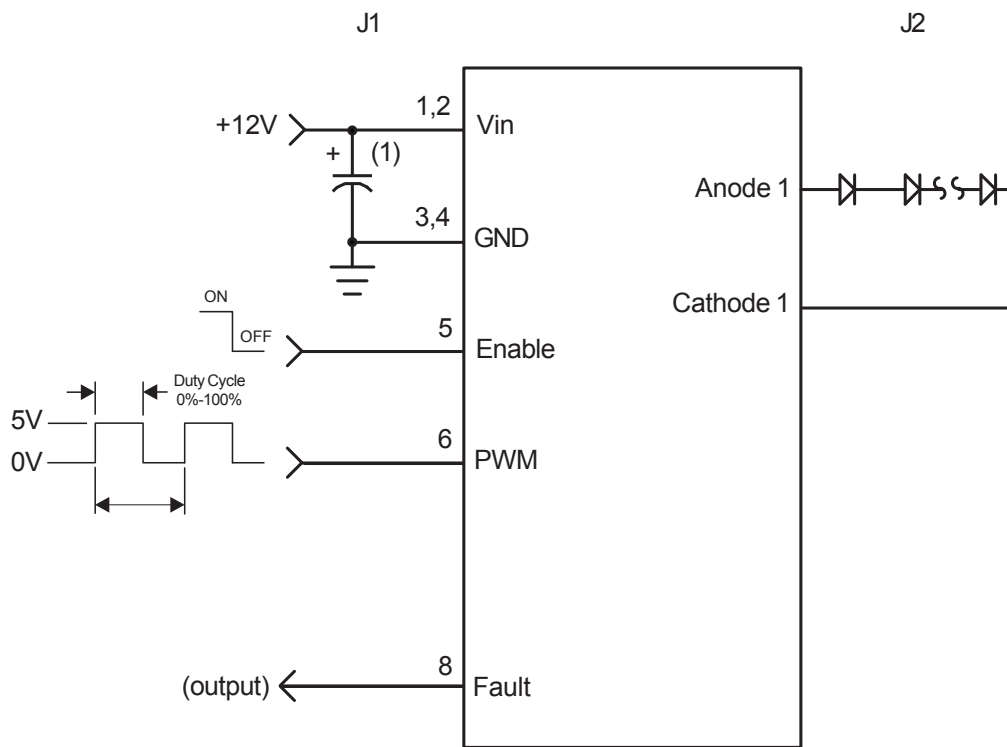 J1
J2
1,2
+12V
Vin
+
(1)
Anode 1
3,4
GND
Cathode 1
ON
OFF
5
Enable
Duty Cycle
0%-100%
5V
0V
6
PWM
8
(output)
Fault